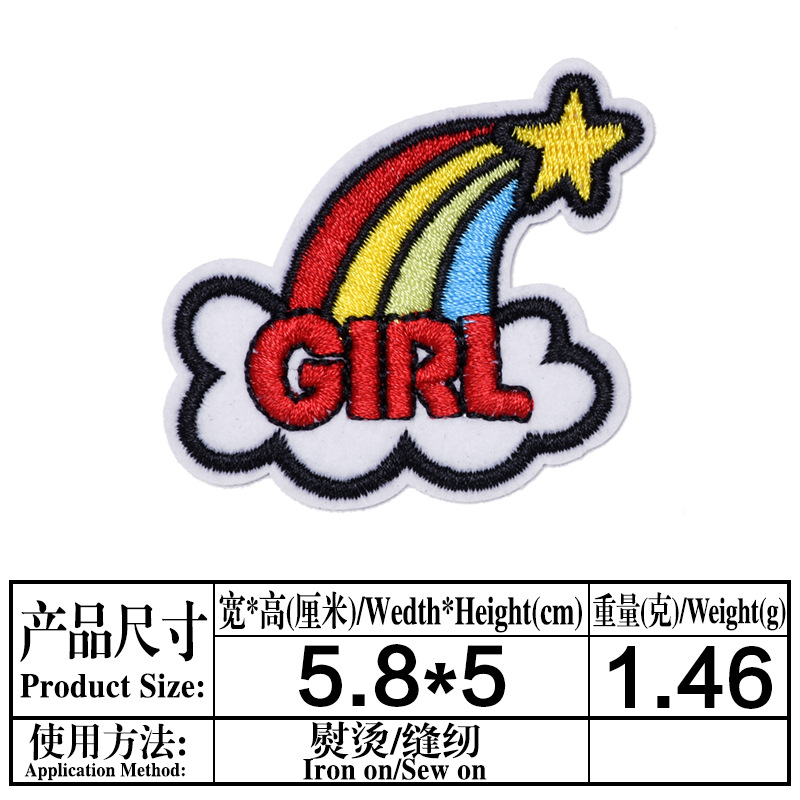 GIRL
产品尺寸
Product Size:
宽*高(厘米)/Wedth*Height(cm)
重量(克)/Weight(g)
5.8*5
1.46
使用方法:
Application Method:
熨烫/缝纫
Iron on/Sew on